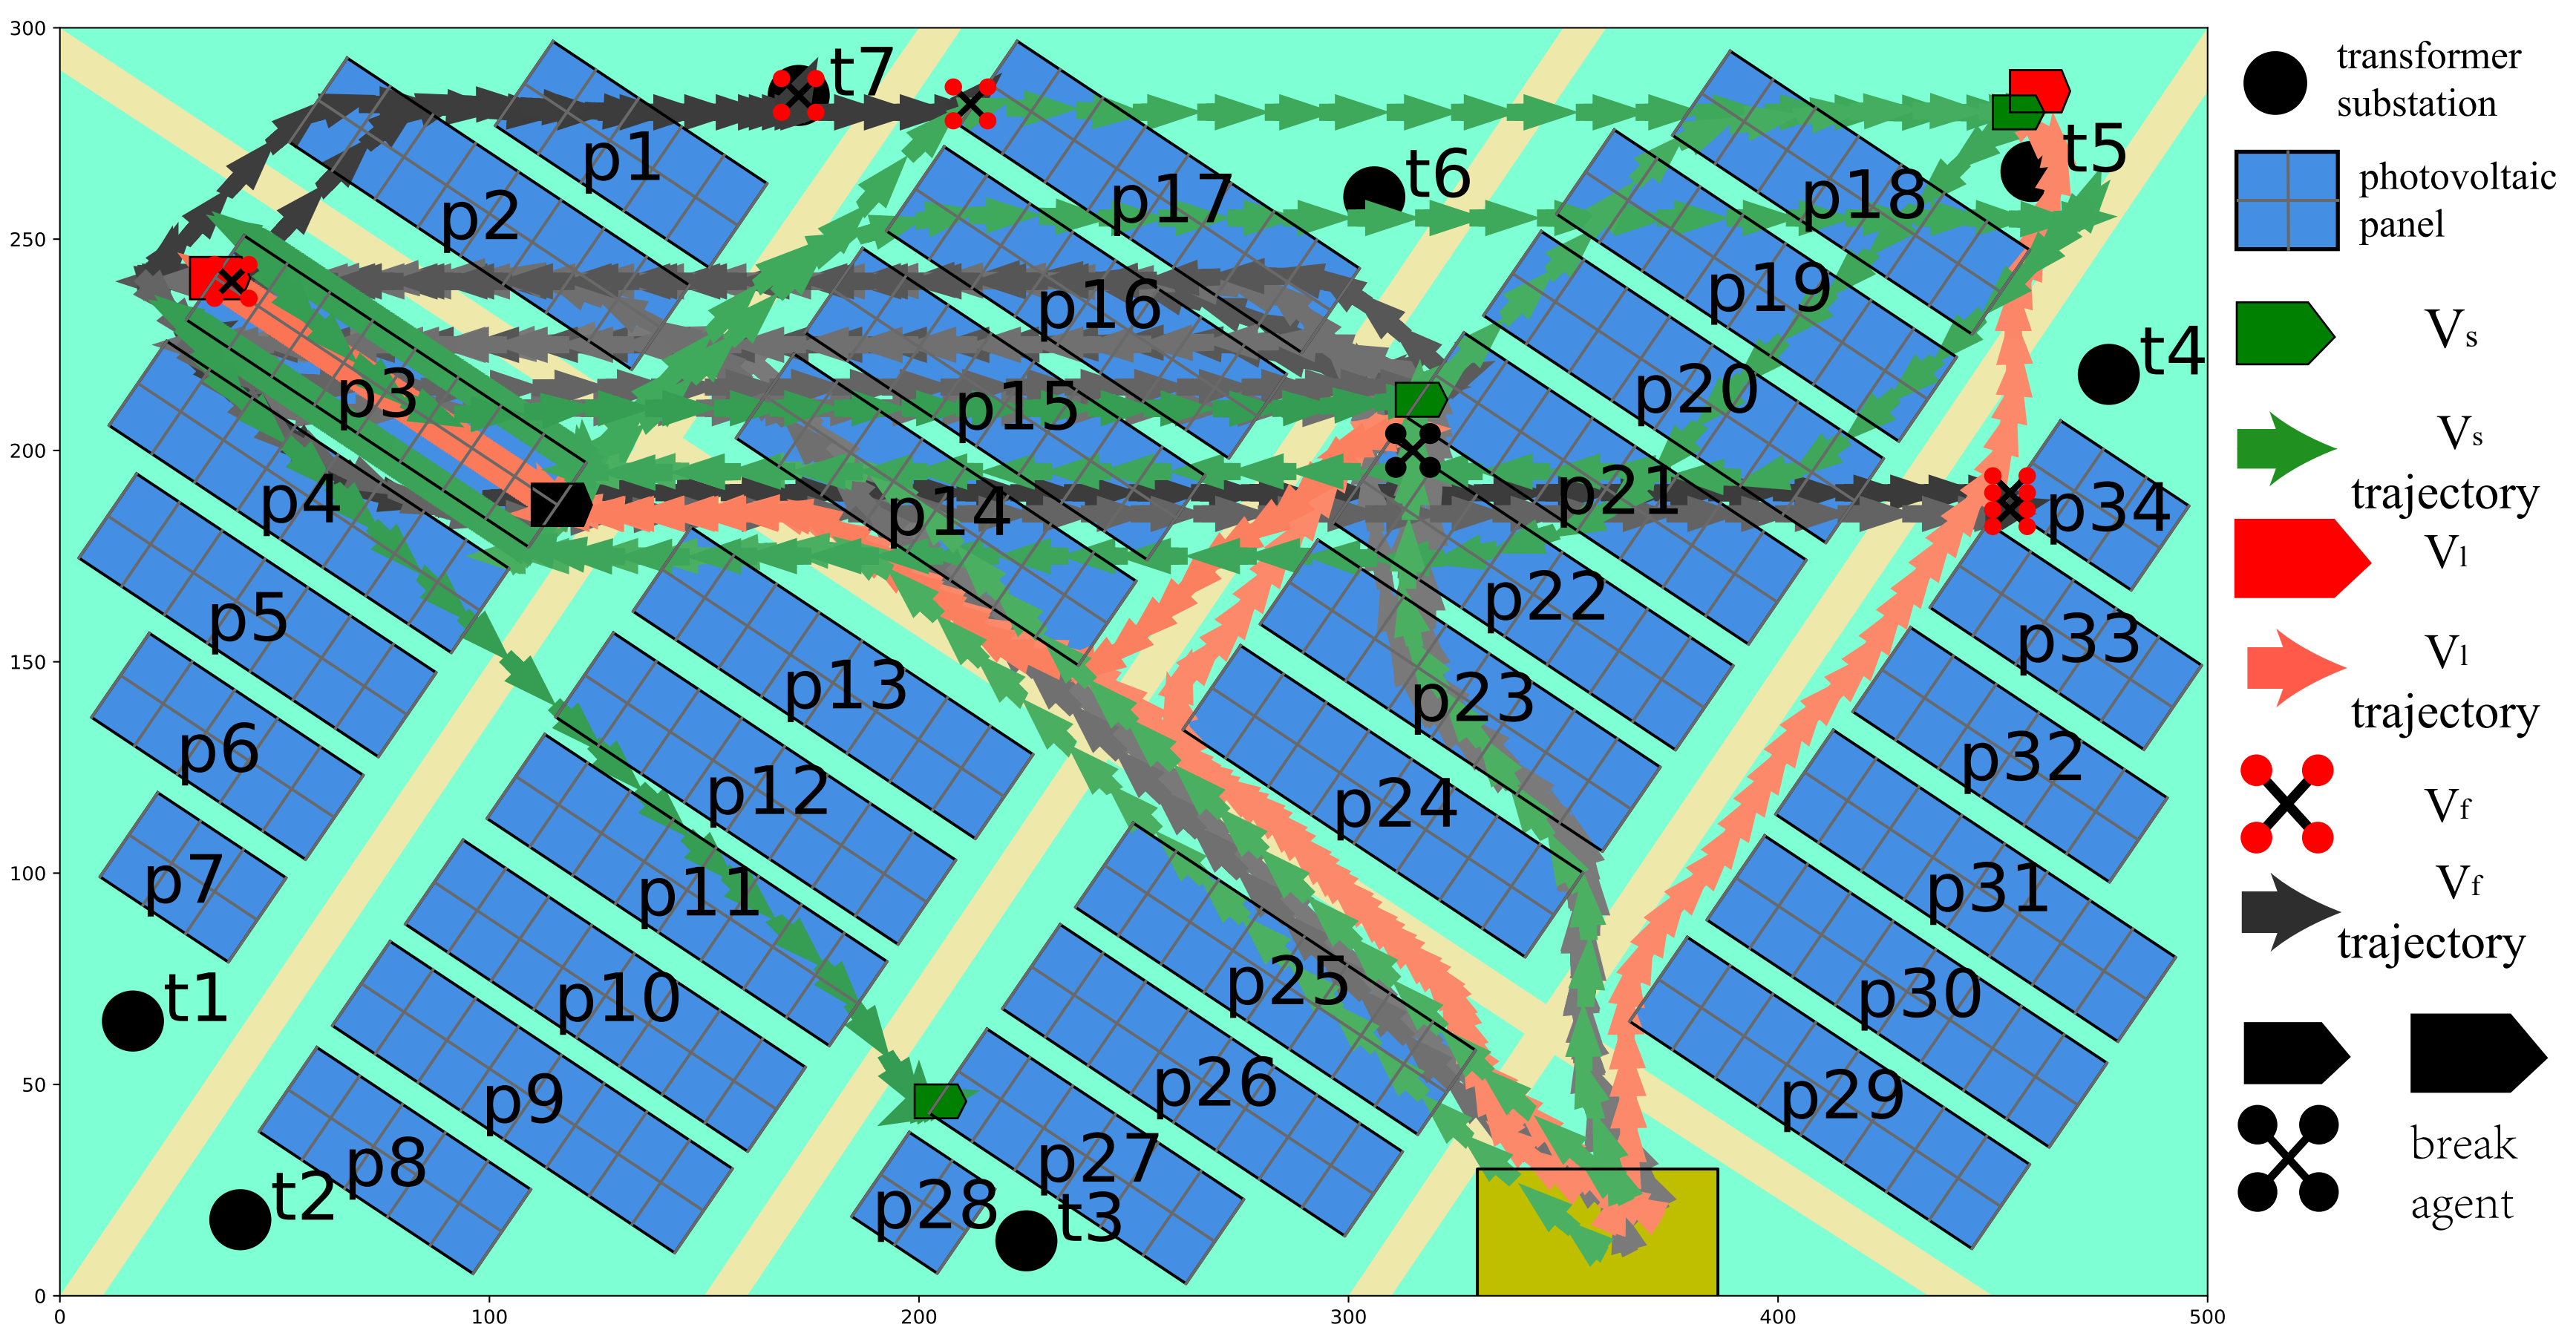 300
250
200
150
100
50
0
0
100
200
300
400
500
t7
t6
t5
t4
t1
t2
t3
p1
p2
p3
p4
p5
p6
p7
p8
p9
p10
p11
p12
p13
p14
p15
p16
p17
p18
p19
p20
p21
p22
p23
p24
p25
p26
p27
p28
p29
p30
p31
p32
p33
p34
transformer
substation
photovoltaic
panel
Vs
Vs
trajectory
Vl
Vl
trajectory
Vf
Vf
trajectory
break
agent